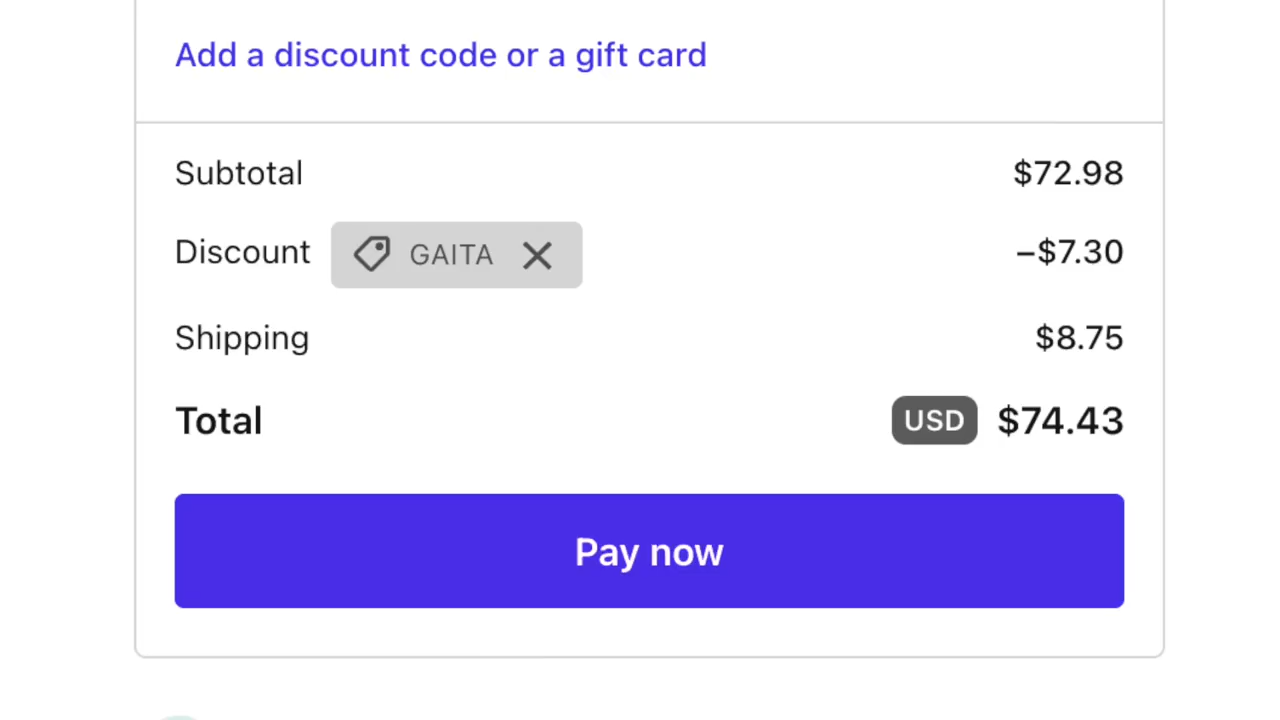 Add a discount code or a gift card
Subtotal $72.98
Discount GAITA –$7.30
Shipping $8.75
Total USD $74.43
Pay now